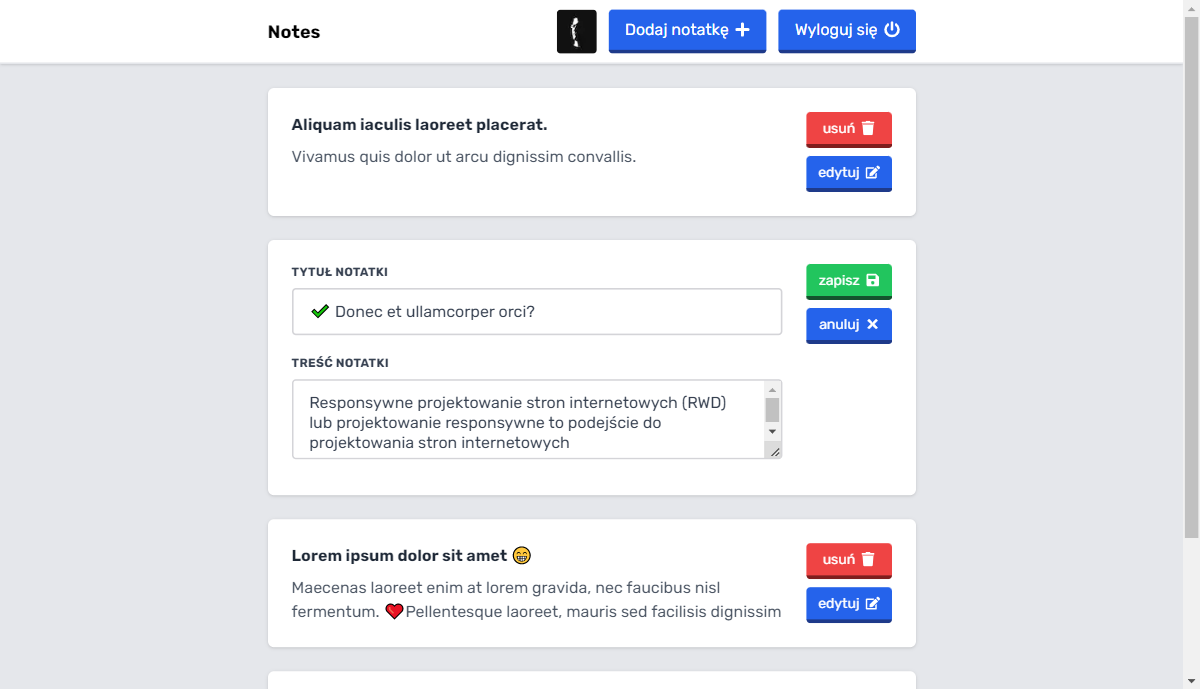 Notes
Dodaj notatkę
Wyloguj się
Aliquam iaculis laoreet placerat.
Vivamus quis dolor ut arcu dignissim convallis.
usuń
edytuj
TYTUŁ NOTATKI
✔ Donec et ullamcorper orci?
zapisz
anuluj
TREŚĆ NOTATKI
Responsywne projektowanie stron internetowych (RWD)
lub projektowanie responsywne to podejście do
projektowania stron internetowych
Lorem ipsum dolor sit amet 😁
Maecenas laoreet enim at lorem gravida, nec faucibus nisl
fermentum. ❤Pellentesque laoreet, mauris sed facilisis dignissim
usuń
edytuj